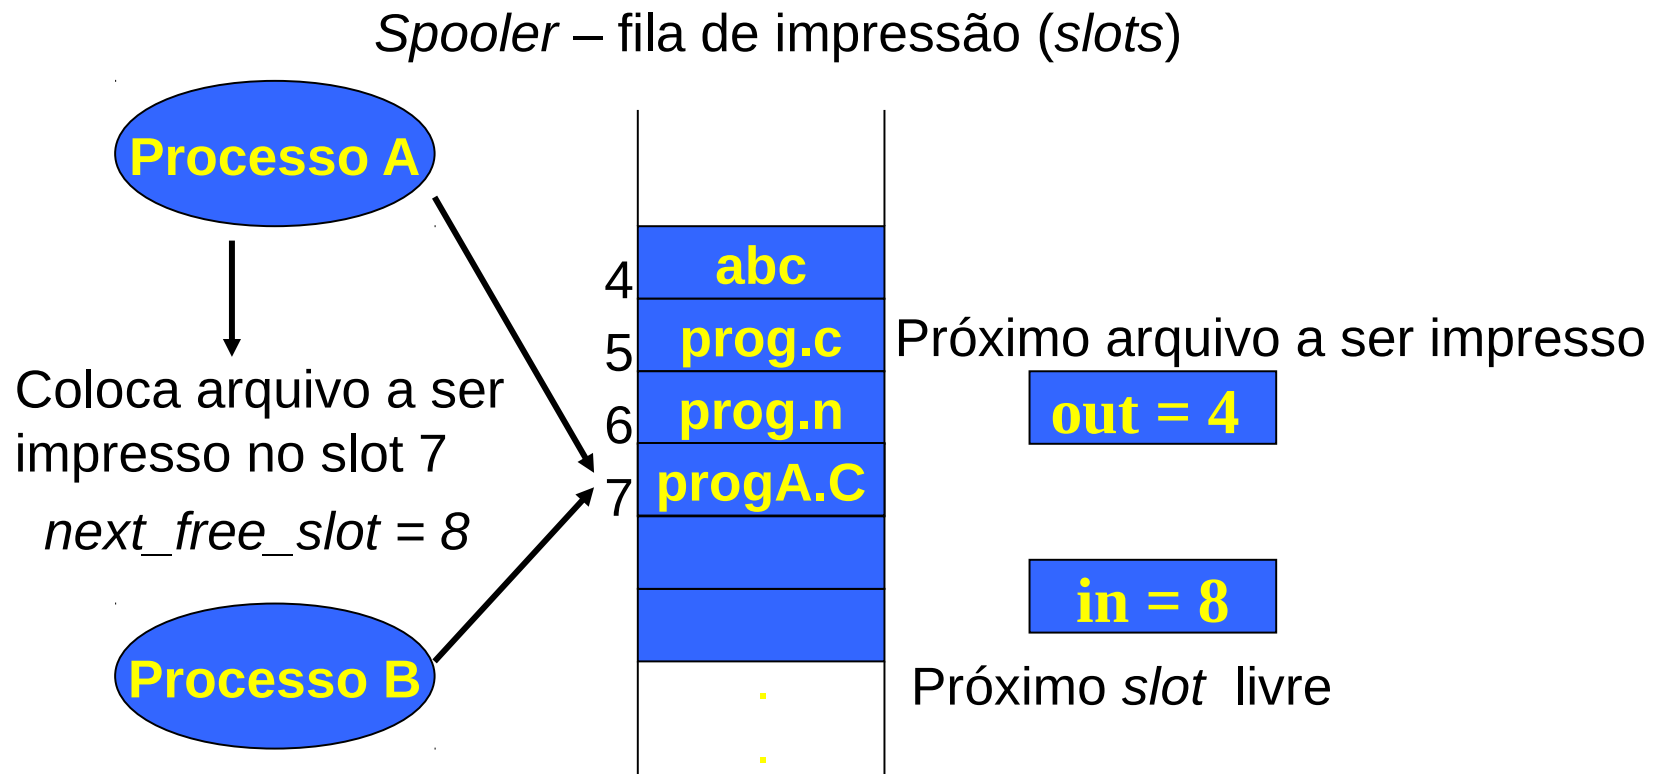 Spooler – fila de impressão (slots)
Processo A
Coloca arquivo a ser
impresso no slot 7
next_free_slot = 8
Processo B
4
abc
5
prog.c
6
prog.n
7
progA.C
.
.
Próximo arquivo a ser impresso
out = 4
in = 8
Próximo slot livre